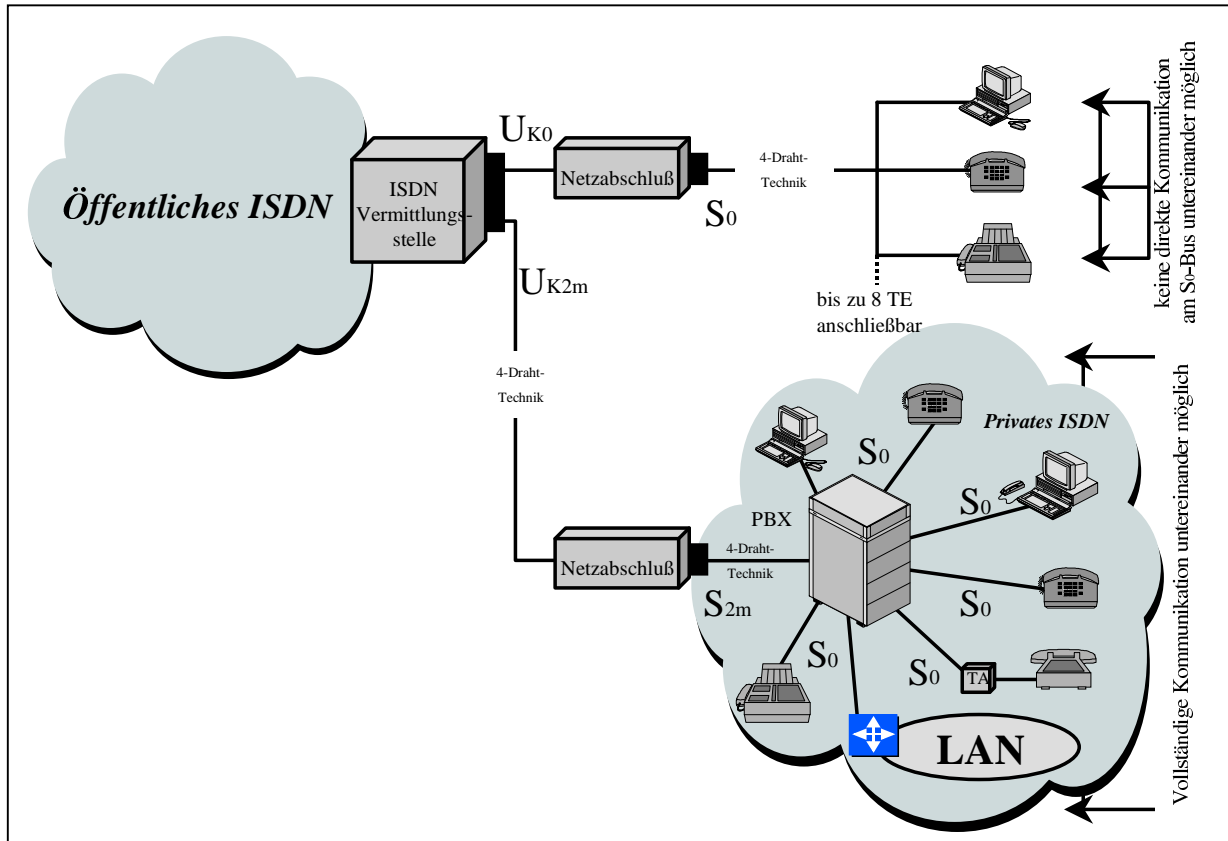 Öffentliches ISDN
ISDN
Vermittlungs-
stelle
UK0
Netzabschluß
S0
4-Draht-
Technik
bis zu 8 TE
anschließbar
keine direkte Kommunikation
am S0-Bus untereinander möglich
UK2m
4-Draht-
Technik
Netzabschluß
S2m
4-Draht-
Technik
PBX
Privates ISDN
S0
S0
S0
S0
TA
S0
LAN
Vollständige Kommunikation untereinander möglich